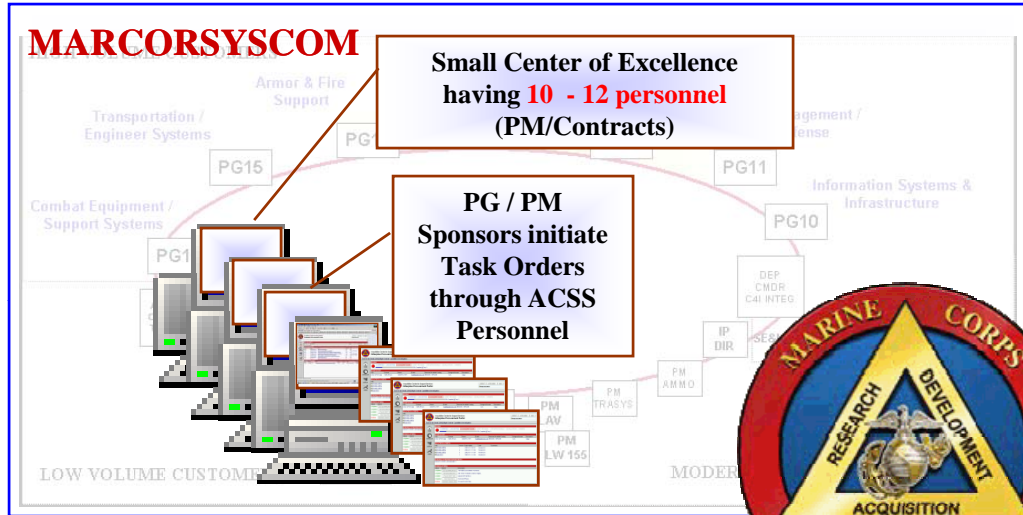 MARCORSYSCOM
Small Center of Excellence
having 10 - 12 personnel
(PM/Contracts)
Armor & Fire
Support
Transportation /
Engineer Systems
PG15
PG11
Information Systems &
Infrastructure
Combat Equipment /
Support Systems
PG10
PG / PM
Sponsors initiate
Task Orders
through ACSS
Personnel
DEP
CMDR
C4I INTEG
IP
DIR
PM
AMMO
PM
TRASYS
PM
LAV
PM
LW 155
LOW VOLUME CUSTOME
MODER
MARINE CORPS
RESEARCH
DEVELOPMENT
ACQUISITION